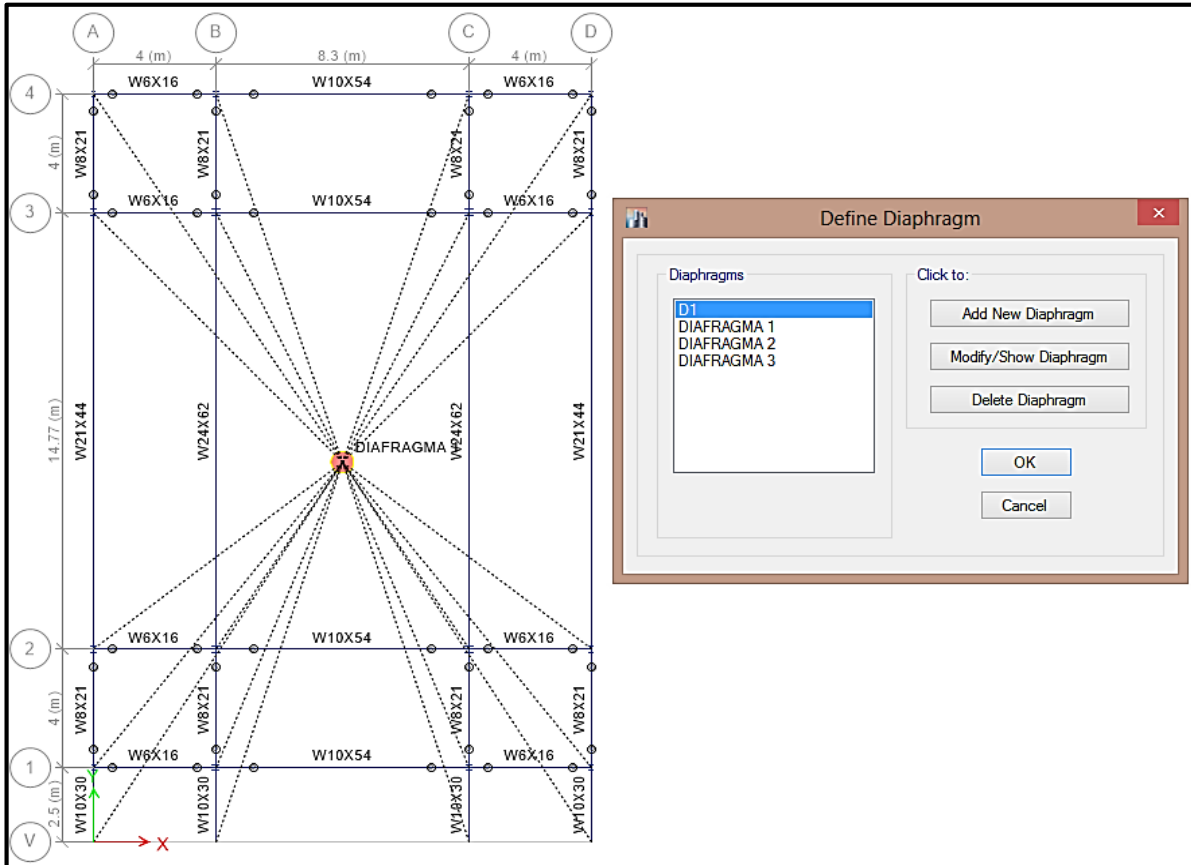 A B C D
4 (m) 8.3 (m) 4 (m)
W6X16 W10X54 W6X16
4
4 (m) W8X21 W8X21 W8X21 W8X21
W6X16 W10X54 W6X16
3
14.77 (m) W21X44 W24X62 W24X62 W21X44
DIAFRAGMA
W6X16 W10X54 W6X16
2
4 (m) W8X21 W8X21 W8X21 W8X21
W6X16 W10X54 W6X16
1
Y
2.5 (m) W10X30 W10X30 W10X30 W10X30
V X
Define Diaphragm
Diaphragms
D1
DIAFRAGMA 1
DIAFRAGMA 2
DIAFRAGMA 3
Click to:
Add New Diaphragm
Modify/Show Diaphragm
Delete Diaphragm
OK
Cancel